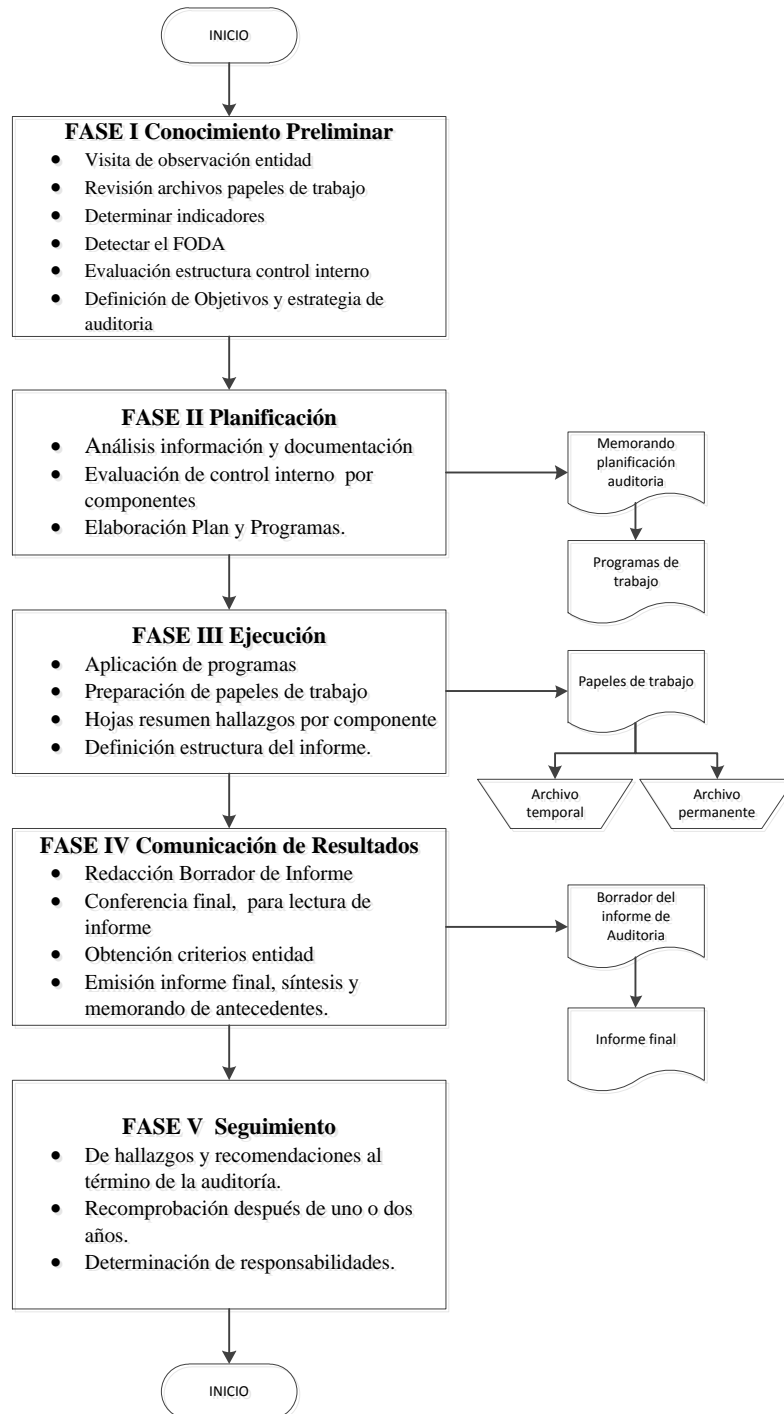 INICIO
FASE I Conocimiento Preliminar
• Visita de observación entidad
• Revisión archivos papeles de trabajo
• Determinar indicadores
• Detectar el FODA
• Evaluación estructura control interno
• Definición de Objetivos y estrategia de
auditoria
FASE II Planificación
• Análisis información y documentación
• Evaluación de control interno por
componentes
• Elaboración Plan y Programas.
Memorando
planificación
auditoria
Programas de
trabajo
FASE III Ejecución
• Aplicación de programas
• Preparación de papeles de trabajo
• Hojas resumen hallazgos por componente
• Definición estructura del informe.
Papeles de trabajo
Archivo
temporal
Archivo
permanente
FASE IV Comunicación de Resultados
• Redacción Borrador de Informe
• Conferencia final, para lectura de
informe
• Obtención criterios entidad
• Emisión informe final, síntesis y
memorando de antecedentes.
Borrador del
informe de
Auditoria
Informe final
FASE V Seguimiento
• De hallazgos y recomendaciones al
término de la auditoría.
• Recomprobación después de uno o dos
años.
• Determinación de responsabilidades.
INICIO